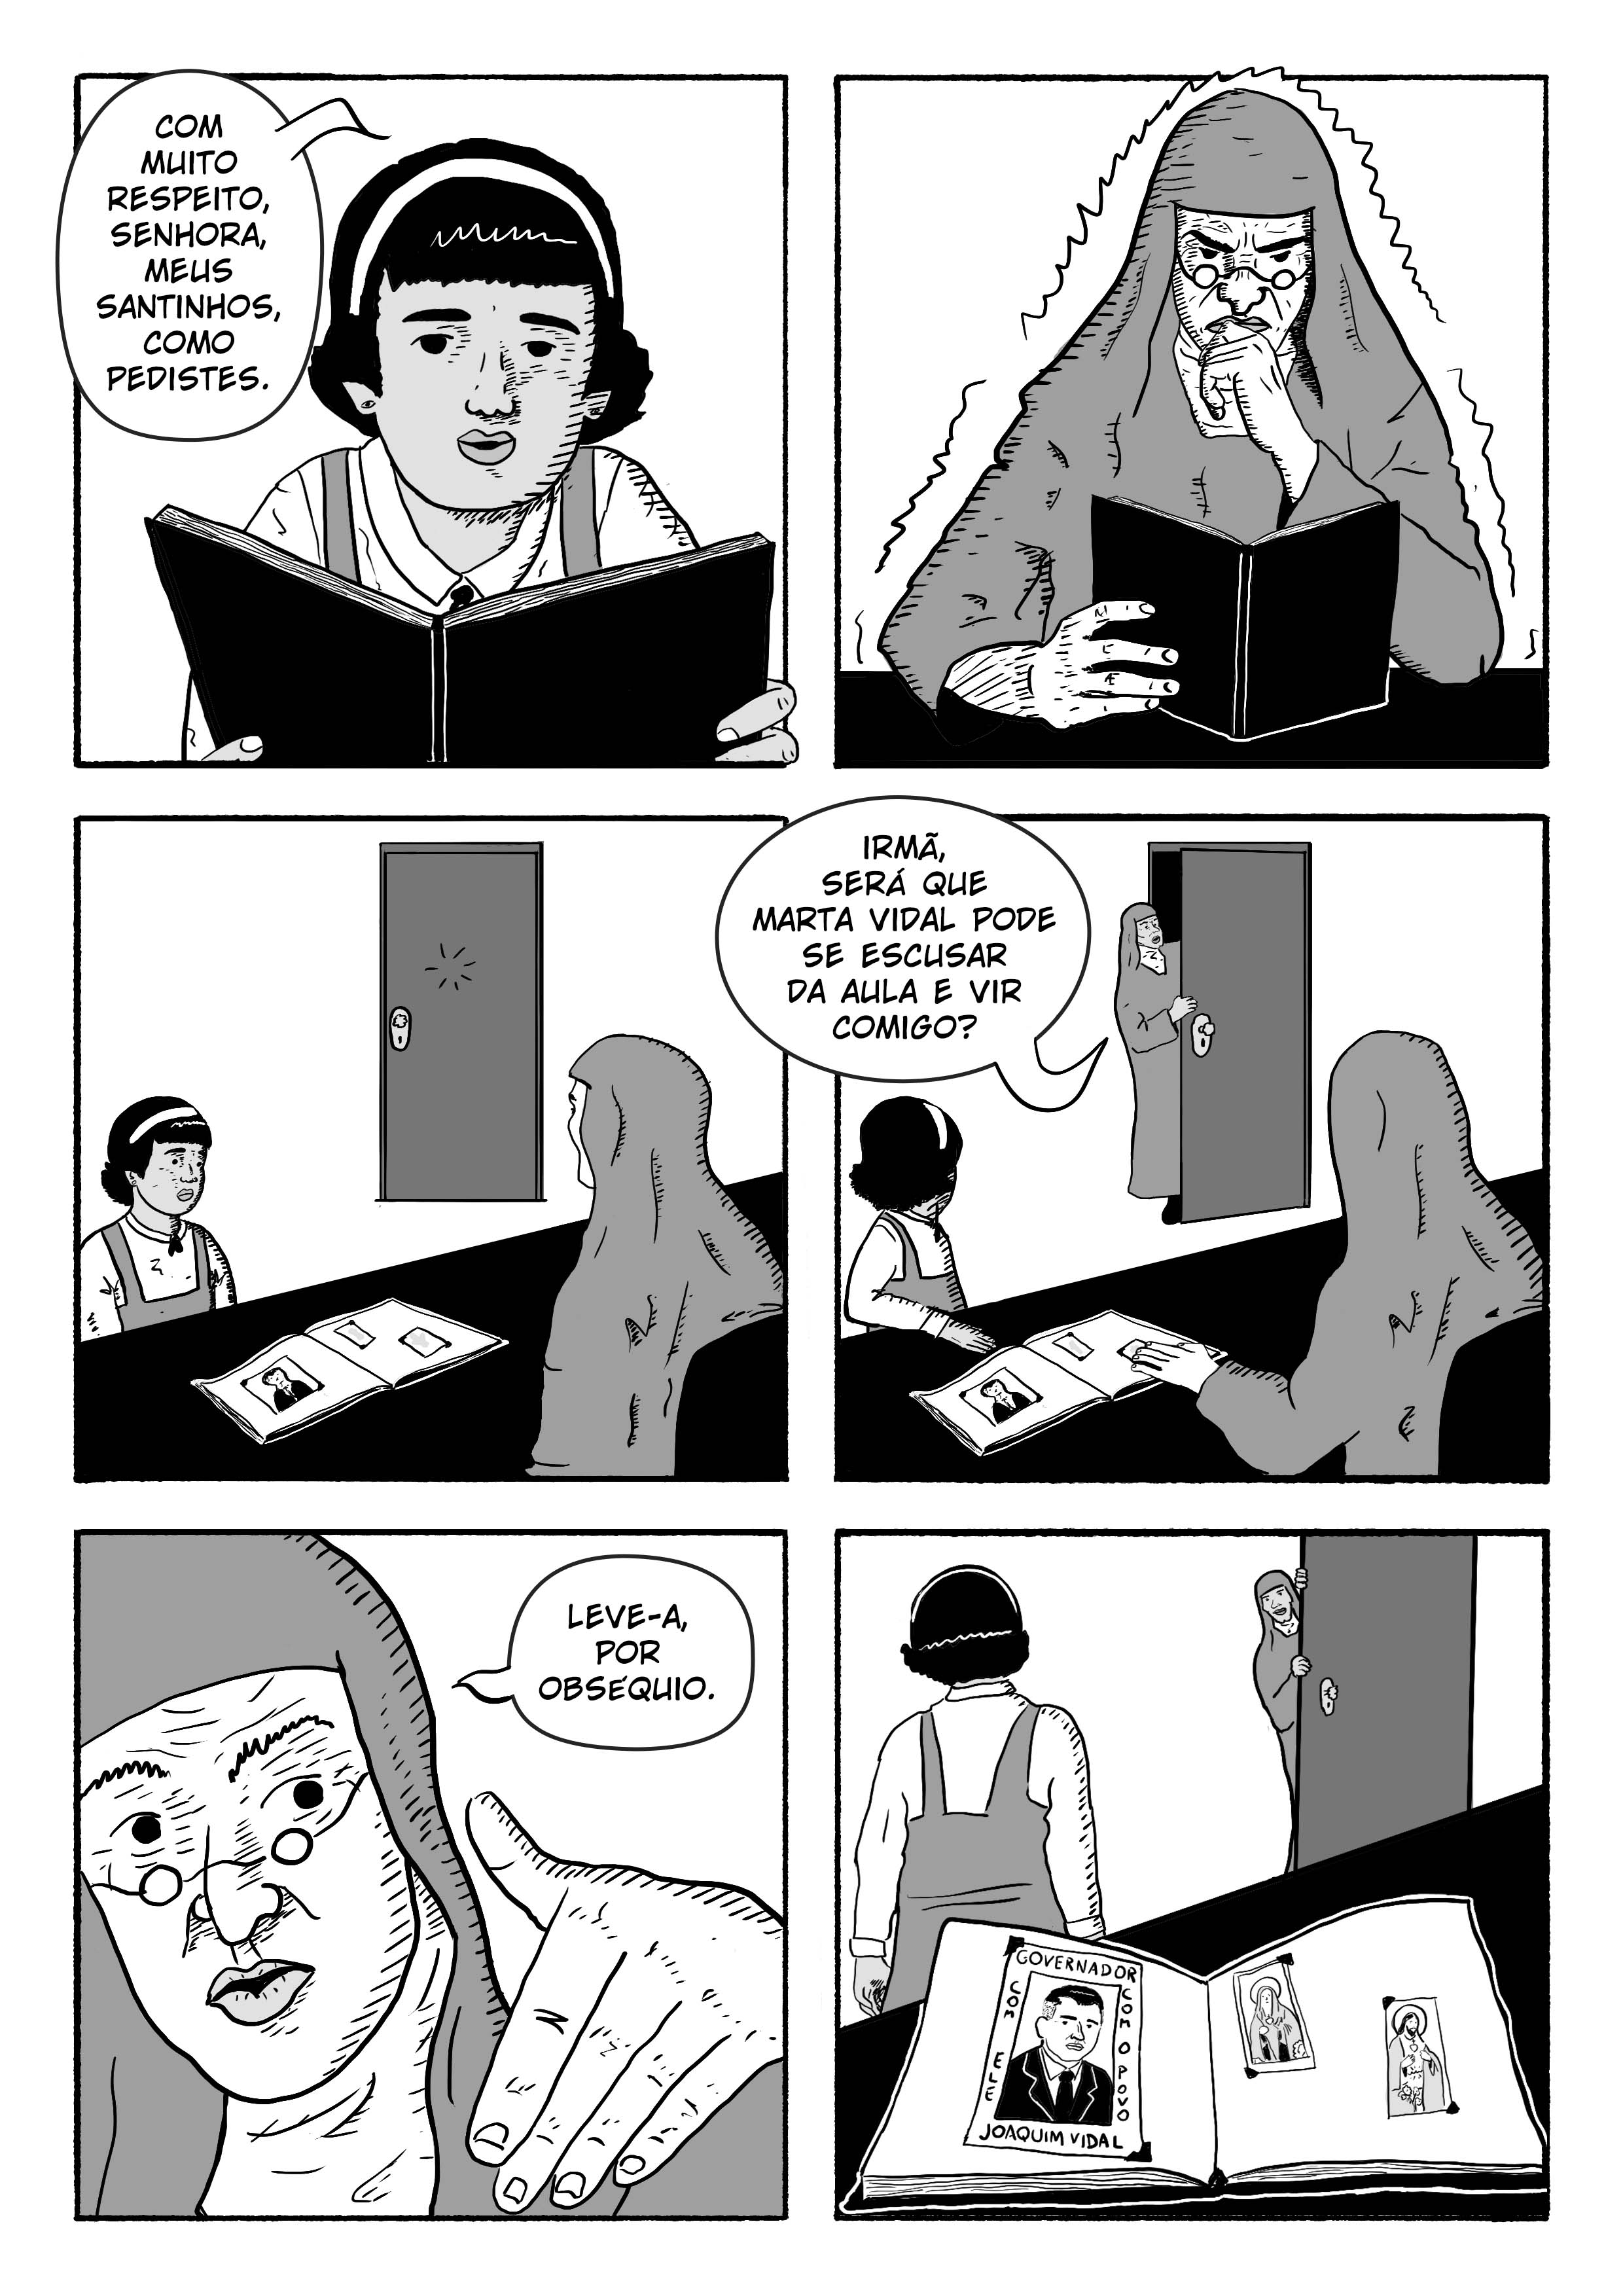 COM
MUITO
RESPEITO,
SENHORA,
MEUS
SANTINHOS,
COMO
PEDISTES.
IRMÃ,
SERÁ QUE
MARTA VIDAL PODE
SE ESCUSAR
DA AULA E VIR
COMIGO?
LEVE-A,
POR
OBSÉQUIO.
GOVERNADOR
COM ELE
COM O POVO
JOAQUIM VIDAL